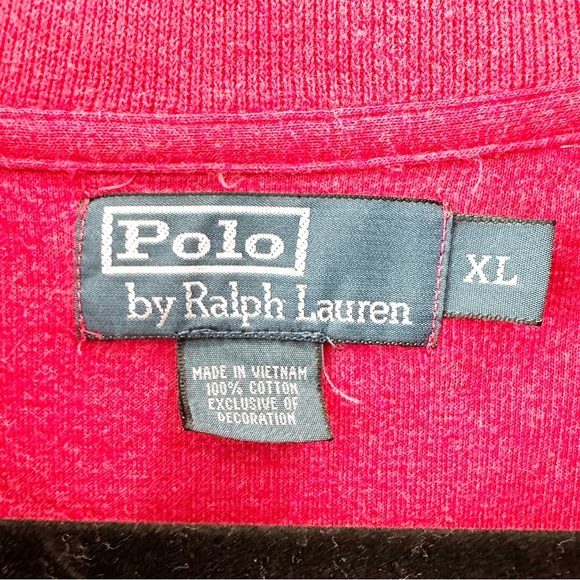 Polo
by Ralph Lauren
XL
MADE IN VIETNAM
100% COTTON
EXCLUSIVE OF
DECORATION